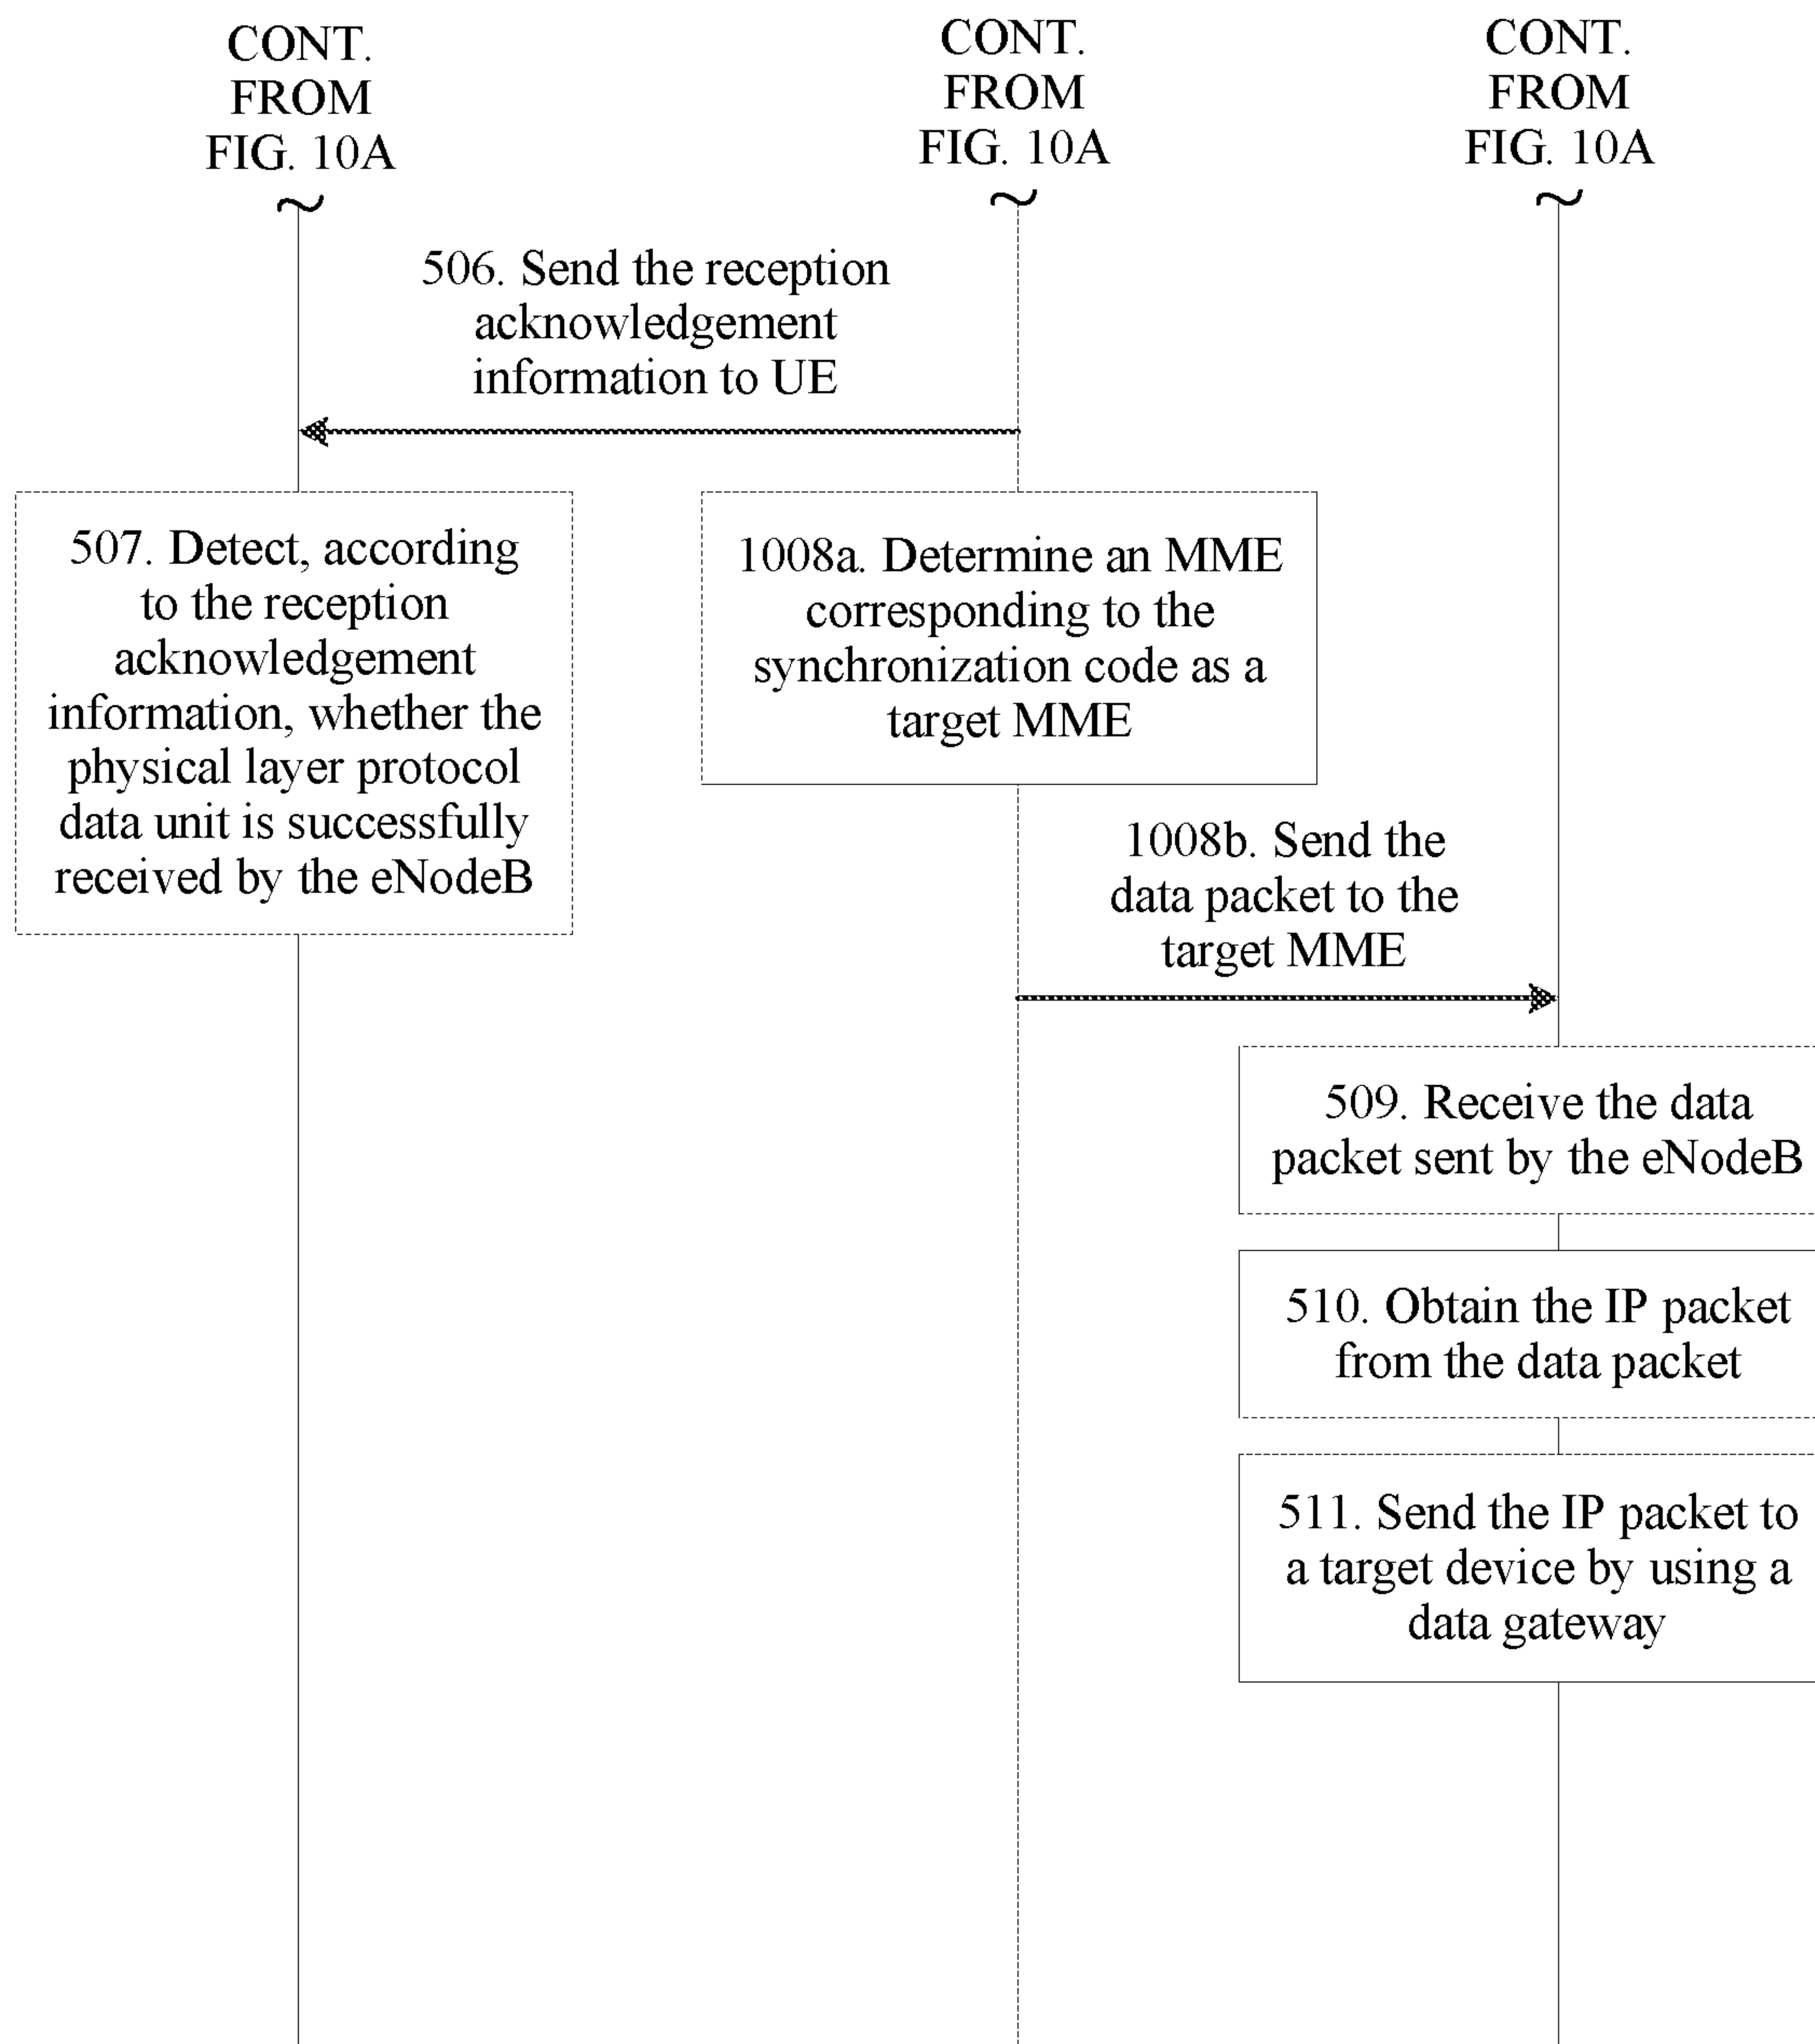 CONT.
FROM
FIG. 10A
CONT.
FROM
FIG. 10A
CONT.
FROM
FIG. 10A
506. Send the reception
acknowledgement
information to UE
507. Detect, according
to the reception
acknowledgement
information, whether the
physical layer protocol
data unit is successfully
received by the eNodeB
1008a. Determine an MME
corresponding to the
synchronization code as a
target MME
1008b. Send the
data packet to the
target MME
509. Receive the data
packet sent by the eNodeB
510. Obtain the IP packet
from the data packet
511. Send the IP packet to
a target device by using a
data gateway